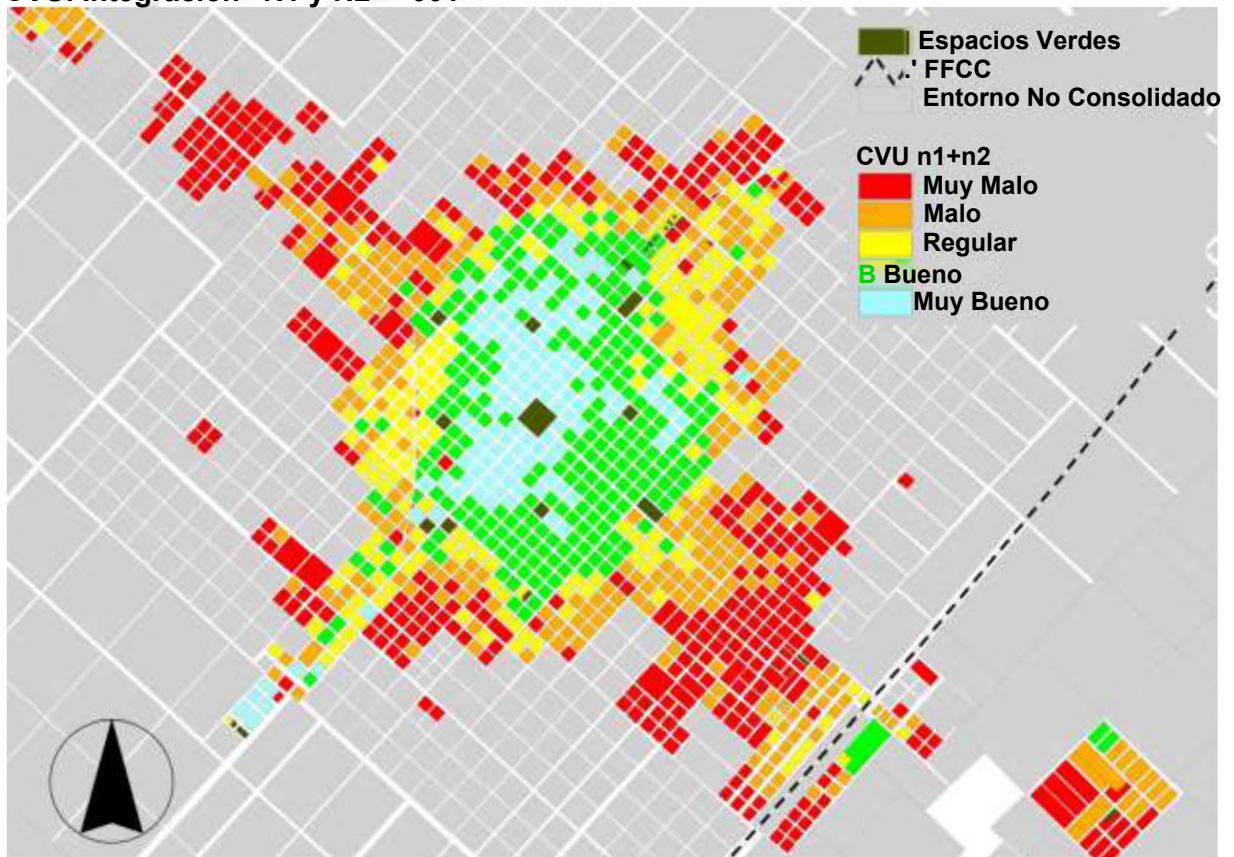 Espacios Verdes
FFCC
Entorno No Consolidado
CVU n1+n2
Muy Malo
Malo
Regular
B Bueno
Muy Bueno